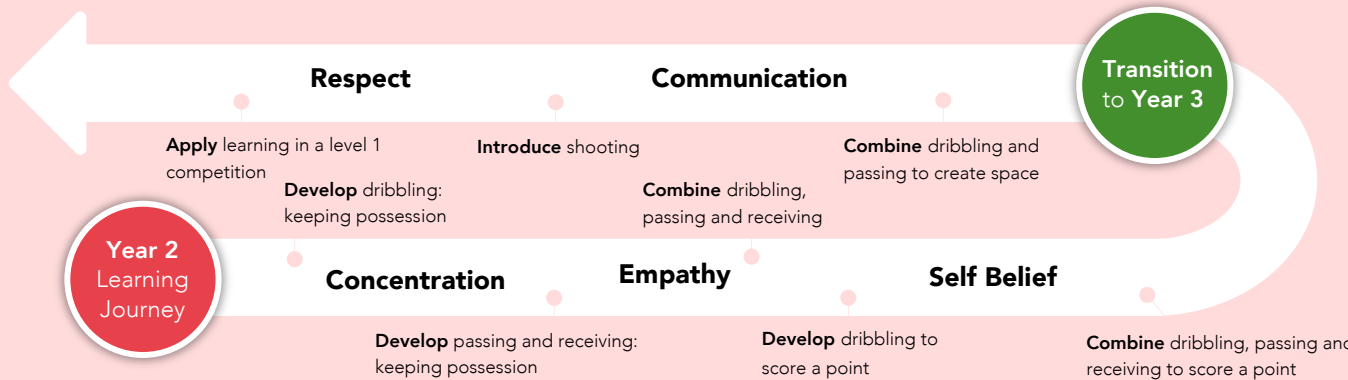 Respect
Communication
Transition
to Year 3
Apply learning in a level 1
competition
Introduce shooting
Combine dribbling and
passing to create space
Develop dribbling:
keeping possession
Combine dribbling,
passing and receiving
Year 2
Learning
Journey
Concentration
Empathy
Self Belief
Develop passing and receiving:
keeping possession
Develop dribbling to
score a point
Combine dribbling, passing and
receiving to score a point